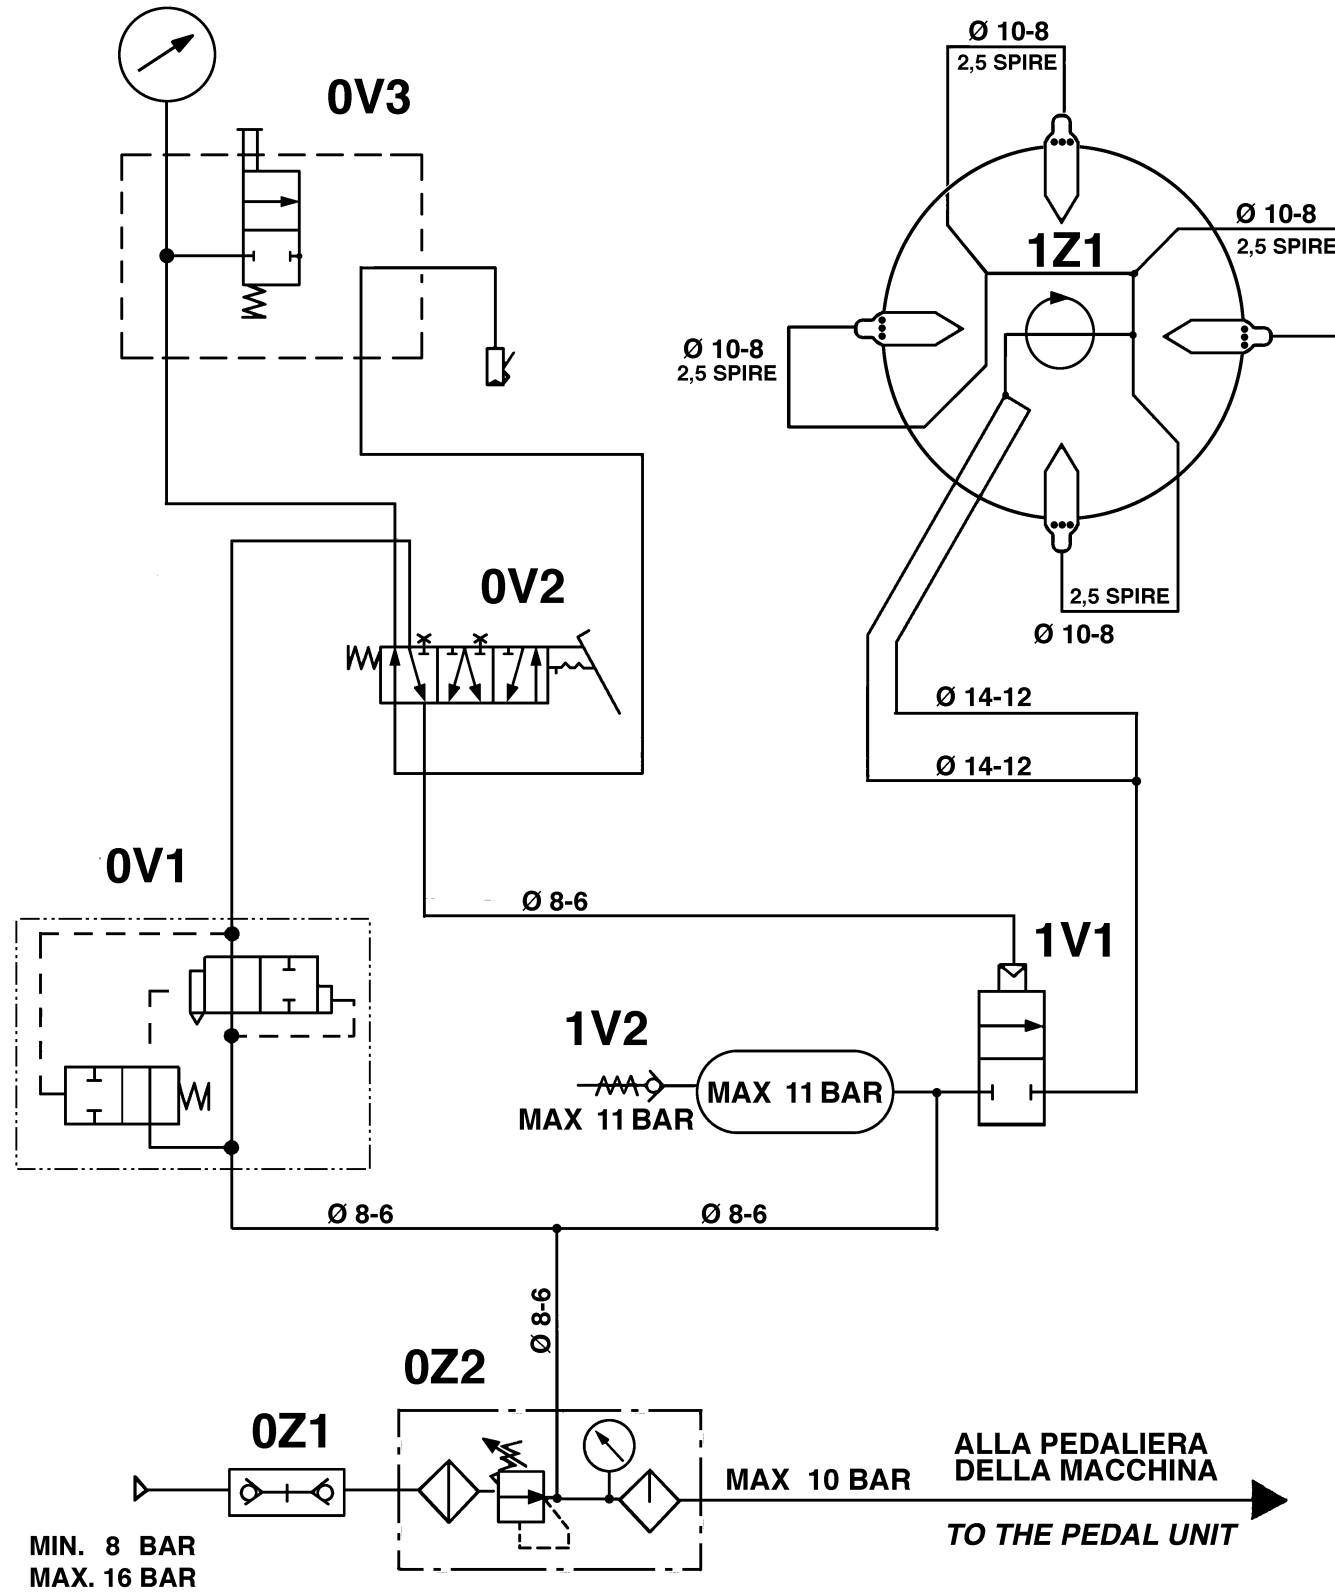 Ø 10-8
2,5 SPIRE
0V3
Ø 10-8
2,5 SPIRE
1Z1
Ø 10-8
2,5 SPIRE
0V2
2,5 SPIRE
Ø 10-8
Ø 14-12
Ø 14-12
0V1
Ø 8-6
1V1
1V2
MAX 11 BAR
MAX 11 BAR
Ø 8-6
Ø 8-6
Ø 8-6
0Z2
0Z1
ALLA PEDALIERA
DELLA MACCHINA
MAX 10 BAR
TO THE PEDAL UNIT
MIN. 8 BAR
MAX. 16 BAR